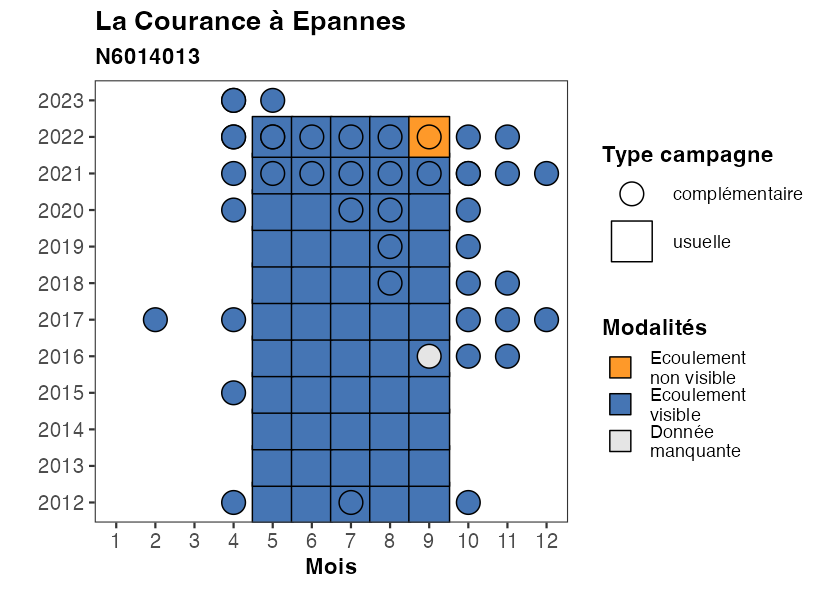 La Courance à Epannes
N6014013
2023
2022
2021
2020
2019
2018
2017
2016
2015
2014
2013
2012
1 2 3 4 5 6 7 8 9 10 11 12
Mois
Type campagne
complémentaire
usuelle
Modalités
Ecoulement
non visible
Ecoulement
visible
Donnée
manquante